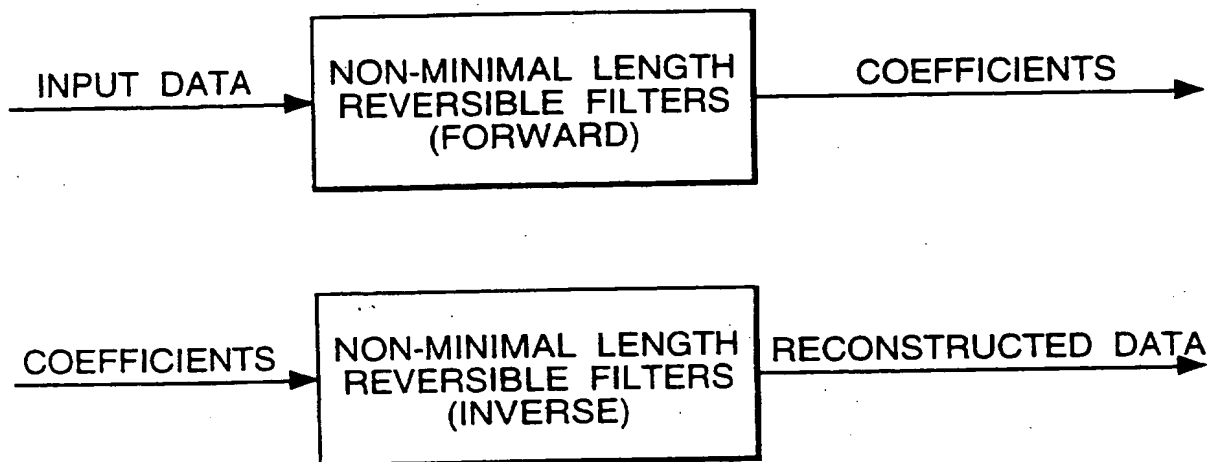 INPUT DATA
NON-MINIMAL LENGTH
REVERSIBLE FILTERS
(FORWARD)
COEFFICIENTS
COEFFICIENTS
NON-MINIMAL LENGTH
REVERSIBLE FILTERS
(INVERSE)
RECONSTRUCTED DATA